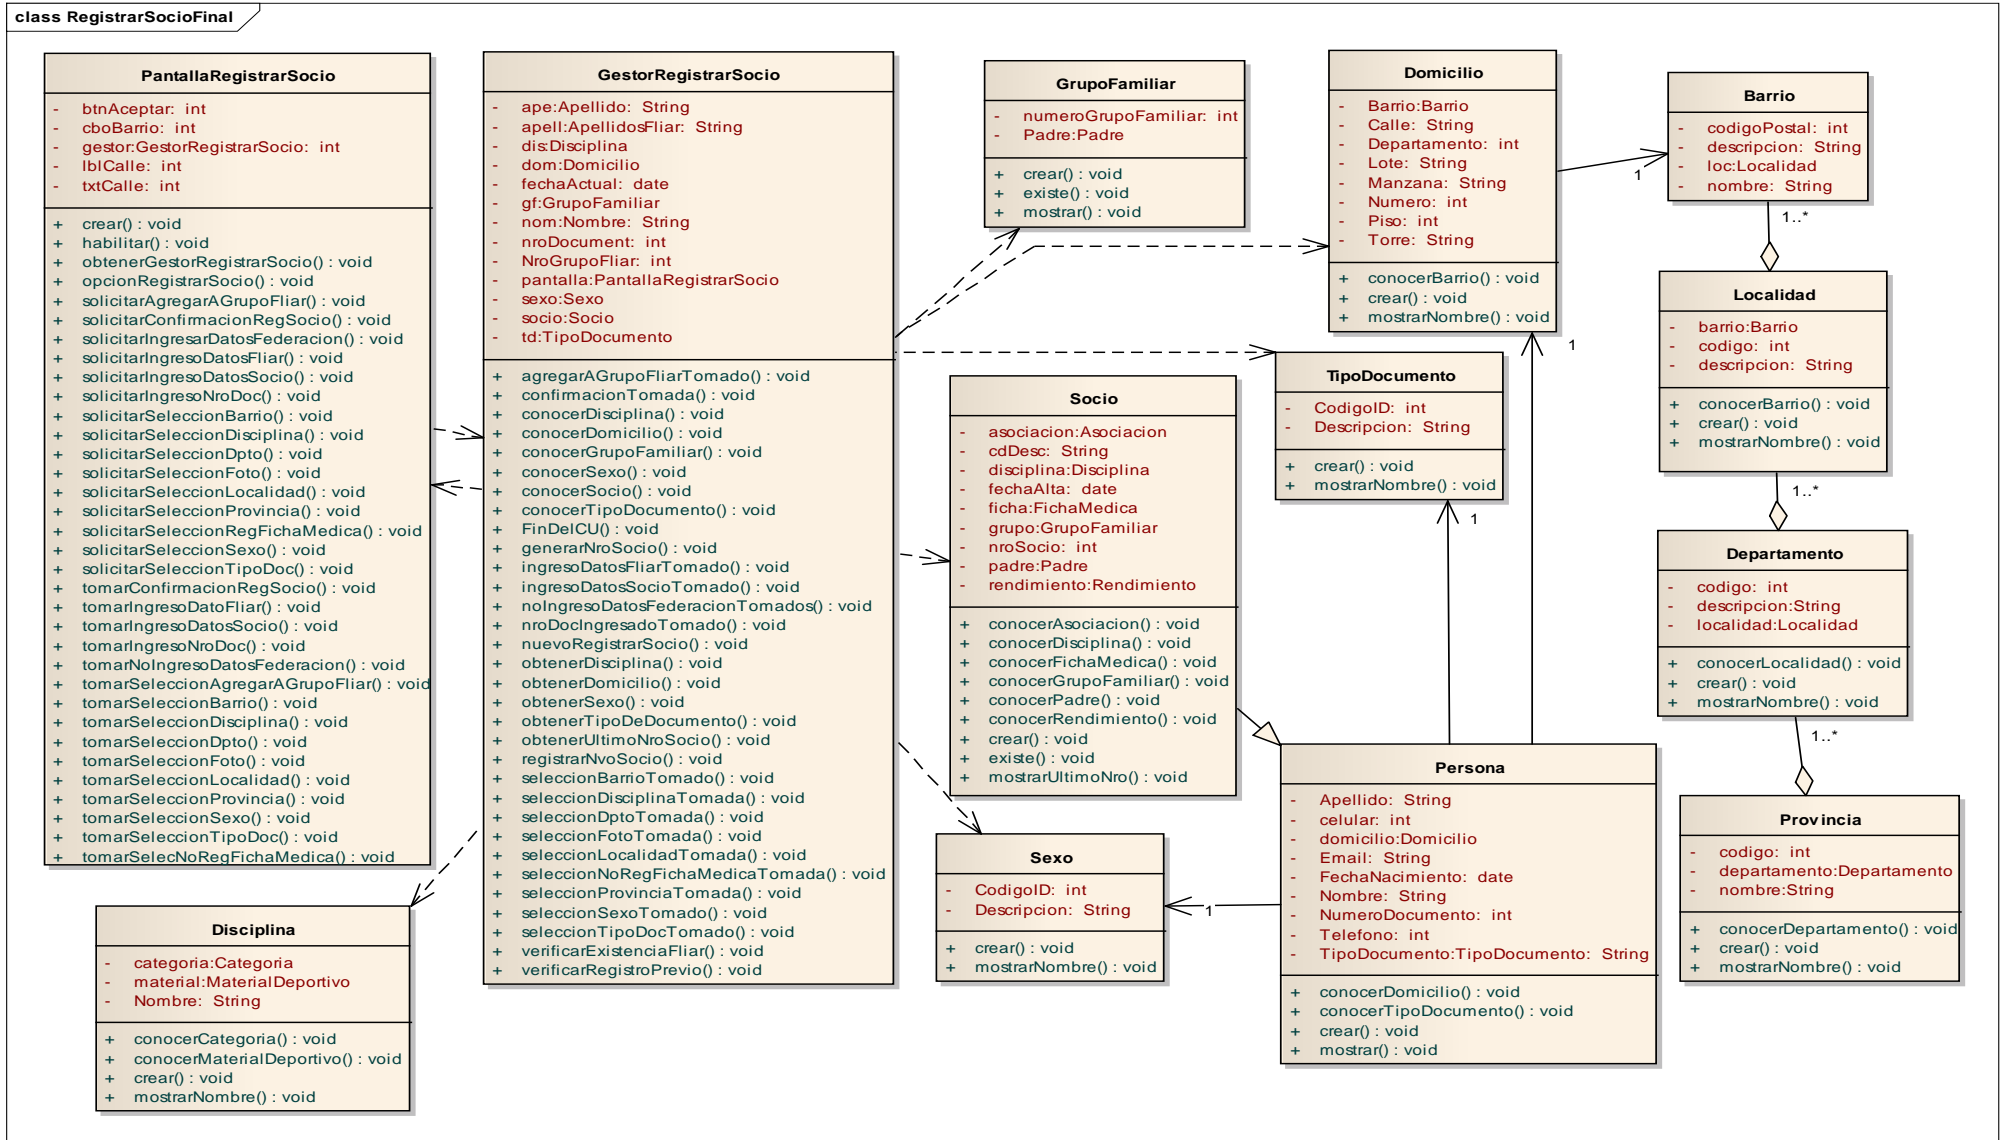 class RegistrarSocioFinal
PantallaRegistrarSocio
- btnAceptar: int
- cboBarrio: int
- gestor:GestorRegistrarSocio: int
- lblCalle: int
- txtCalle: int
+ crear() : void
+ habilitar() : void
+ obtenerGestorRegistrarSocio() : void
+ opcionRegistrarSocio() : void
+ solicitarAgregarAGrupoFliar() : void
+ solicitarConfirmacionRegSocio() : void
+ solicitarIngresarDatosFederacion() : void
+ solicitarIngresoDatosFliar() : void
+ solicitarIngresoDatosSocio() : void
+ solicitarIngresoNroDoc() : void
+ solicitarSeleccionBarrio() : void
+ solicitarSeleccionDisciplina() : void
+ solicitarSeleccionDpto() : void
+ solicitarSeleccionFoto() : void
+ solicitarSeleccionLocalidad() : void
+ solicitarSeleccionProvincia() : void
+ solicitarSeleccionRegFichaMedica() : void
+ solicitarSeleccionSexo() : void
+ solicitarSeleccionTipoDoc() : void
+ tomarConfirmacionRegSocio() : void
+ tomarIngresoDatoFliar() : void
+ tomarIngresoDatosSocio() : void
+ tomarIngresoNroDoc() : void
+ tomarNoIngresoDatosFederacion() : void
+ tomarSeleccionAgregarAGrupoFliar() : void
+ tomarSeleccionBarrio() : void
+ tomarSeleccionDisciplina() : void
+ tomarSeleccionDpto() : void
+ tomarSeleccionFoto() : void
+ tomarSeleccionLocalidad() : void
+ tomarSeleccionProvincia() : void
+ tomarSeleccionSexo() : void
+ tomarSeleccionTipoDoc() : void
+ tomarSelecNoRegFichaMedica() : void
GestorRegistrarSocio
- ape:Apellido: String
- apell:ApellidosFliar: String
- dis:Disciplina
- dom:Domicilio
- fechaActual: date
- gf:GrupoFamiliar
- nom:Nombre: String
- nroDocument: int
- NroGrupoFliar: int
- pantalla:PantallaRegistrarSocio
- sexo:Sexo
- socio:Socio
- td:TipoDocumento
+ agregarAGrupoFliarTomado() : void
+ confirmacionTomada() : void
+ conocerDisciplina() : void
+ conocerDomicilio() : void
+ conocerGrupoFamiliar() : void
+ conocerSexo() : void
+ conocerSocio() : void
+ conocerTipoDocumento() : void
+ FinDelCU() : void
+ generarNroSocio() : void
+ ingresoDatosFliarTomado() : void
+ ingresoDatosSocioTomado() : void
+ noIngresoDatosFederacionTomados() : void
+ nroDocIngresadoTomado() : void
+ nuevoRegistrarSocio() : void
+ obtenerDisciplina() : void
+ obtenerDomicilio() : void
+ obtenerSexo() : void
+ obtenerTipoDeDocumento() : void
+ obtenerUltimoNroSocio() : void
+ registrarNvoSocio() : void
+ seleccionBarrioTomado() : void
+ seleccionDisciplinaTomada() : void
+ seleccionDptoTomada() : void
+ seleccionFotoTomada() : void
+ seleccionLocalidadTomada() : void
+ seleccionNoRegFichaMedicaTomada() : void
+ seleccionProvinciaTomada() : void
+ seleccionSexoTomado() : void
+ seleccionTipoDocTomado() : void
+ verificarExistenciaFliar() : void
+ verificarRegistroPrevio() : void
GrupoFamiliar
- numeroGrupoFamiliar: int
- Padre:Padre
+ crear() : void
+ existe() : void
+ mostrar() : void
Domicilio
- Barrio:Barrio
- Calle: String
- Departamento: int
- Lote: String
- Manzana: String
- Numero: int
- Piso: int
- Torre: String
+ conocerBarrio() : void
+ crear() : void
+ mostrarNombre() : void
1
Barrio
- codigoPostal: int
- descripcion: String
- loc:Localidad
- nombre: String
1
1..*
Localidad
- barrio:Barrio
- codigo: int
- descripcion: String
+ conocerBarrio() : void
+ crear() : void
+ mostrarNombre() : void
1..*
TipoDocumento
- CodigoID: int
- Descripcion: String
+ crear() : void
+ mostrarNombre() : void
1
Socio
- asociacion:Asociacion
- cdDesc: String
- disciplina:Disciplina
- fechaAlta: date
- ficha:FichaMedica
- grupo:GrupoFamiliar
- nroSocio: int
- padre:Padre
- rendimiento:Rendimiento
+ conocerAsociacion() : void
+ conocerDisciplina() : void
+ conocerFichaMedica() : void
+ conocerGrupoFamiliar() : void
+ conocerPadre() : void
+ conocerRendimiento() : void
+ crear() : void
+ existe() : void
+ mostrarUltimoNro() : void
Departamento
- codigo: int
- descripcion:String
- localidad:Localidad
+ conocerLocalidad() : void
+ crear() : void
+ mostrarNombre() : void
1..*
Persona
- Apellido: String
- celular: int
- domicilio:Domicilio
- Email: String
- FechaNacimiento: date
- Nombre: String
- NumeroDocumento: int
- Telefono: int
- TipoDocumento:TipoDocumento: String
+ conocerDomicilio() : void
+ conocerTipoDocumento() : void
+ crear() : void
+ mostrar() : void
Provincia
- codigo: int
- departamento:Departamento
- nombre:String
+ conocerDepartamento() : void
+ crear() : void
+ mostrarNombre() : void
Sexo
- CodigoID: int
- Descripcion: String
+ crear() : void
+ mostrarNombre() : void
1
Disciplina
- categoria:Categoria
- material:MaterialDeportivo
- Nombre: String
+ conocerCategoria() : void
+ conocerMaterialDeportivo() : void
+ crear() : void
+ mostrarNombre() : void